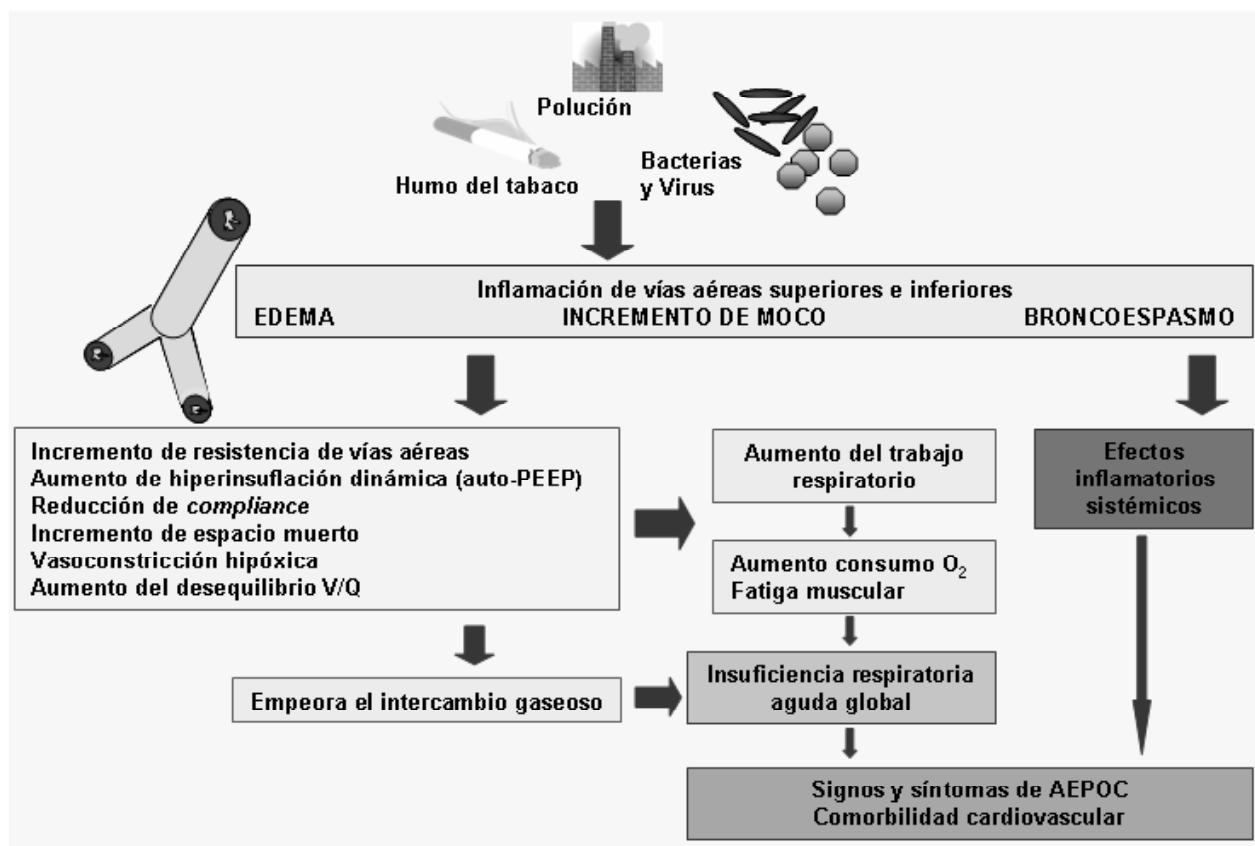 Polución
Humo del tabaco
Bacterias
y Virus
Inflamación de vías aéreas superiores e inferiores
EDEMA INCREMENTO DE MOCO BRONCOESPASMO
Incremento de resistencia de vías aéreas
Aumento de hiperinsuflación dinámica (auto-PEEP)
Reducción de compliance
Incremento de espacio muerto
Vasoconstricción hipóxica
Aumento del desequilibrio V/Q
Aumento del trabajo
respiratorio
Efectos
inflamatorios
sistémicos
Aumento consumo O₂
Fatiga muscular
Empeora el intercambio gaseoso
Insuficiencia respiratoria
aguda global
Signos y síntomas de AEPOC
Comorbilidad cardiovascular